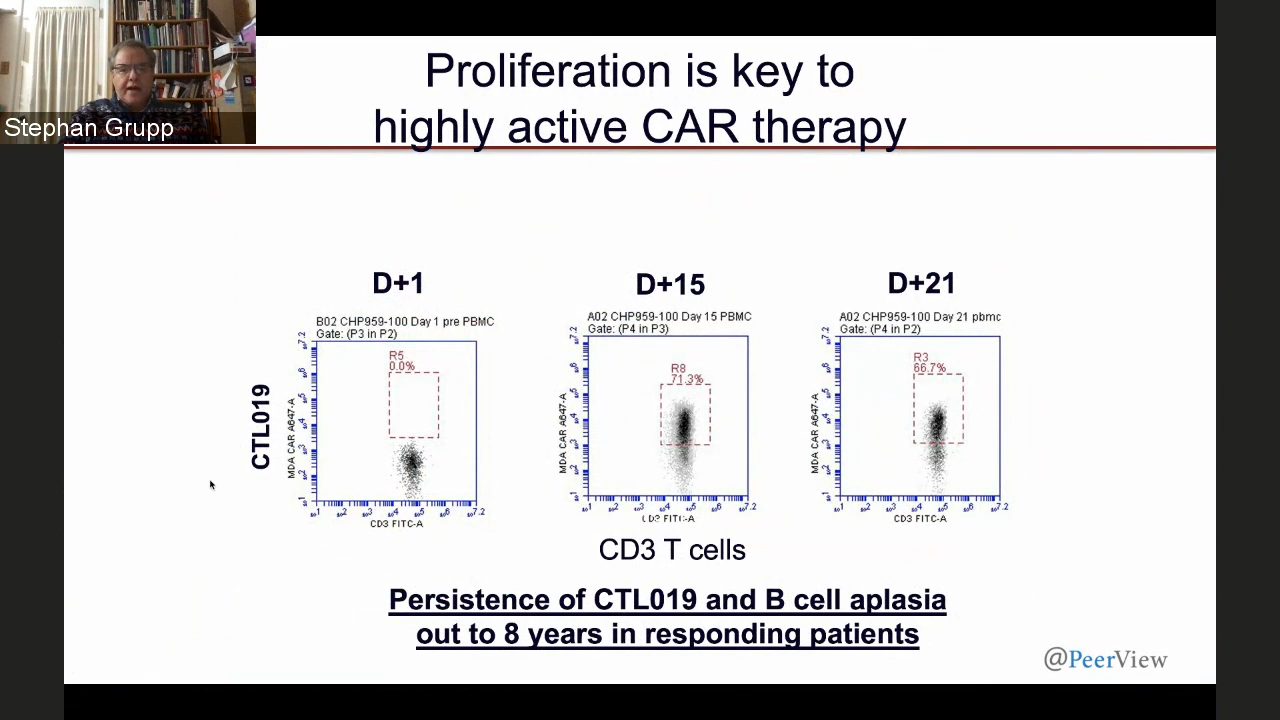 Stephan Grupp
Proliferation is key to
highly active CAR therapy
D+1
D+15
D+21
B02 CHP959-100 Day 1 pre PBMC
Gate: (P3 in P2)
R5
0.0%
MDA CAR A647-A
CD3 FITC-A
A02 CHP959-100 Day 15 PBMC
Gate: (P4 in P3)
R8
71.3%
MDA CAR A647-A
CD3 FITC-A
A02 CHP959-100 Day 21 pbmc
Gate: (P4 in P2)
R3
66.7%
MDA CAR A647-A
CD3 FITC-A
CTL019
CD3 T cells
Persistence of CTL019 and B cell aplasia
out to 8 years in responding patients
@PeerView